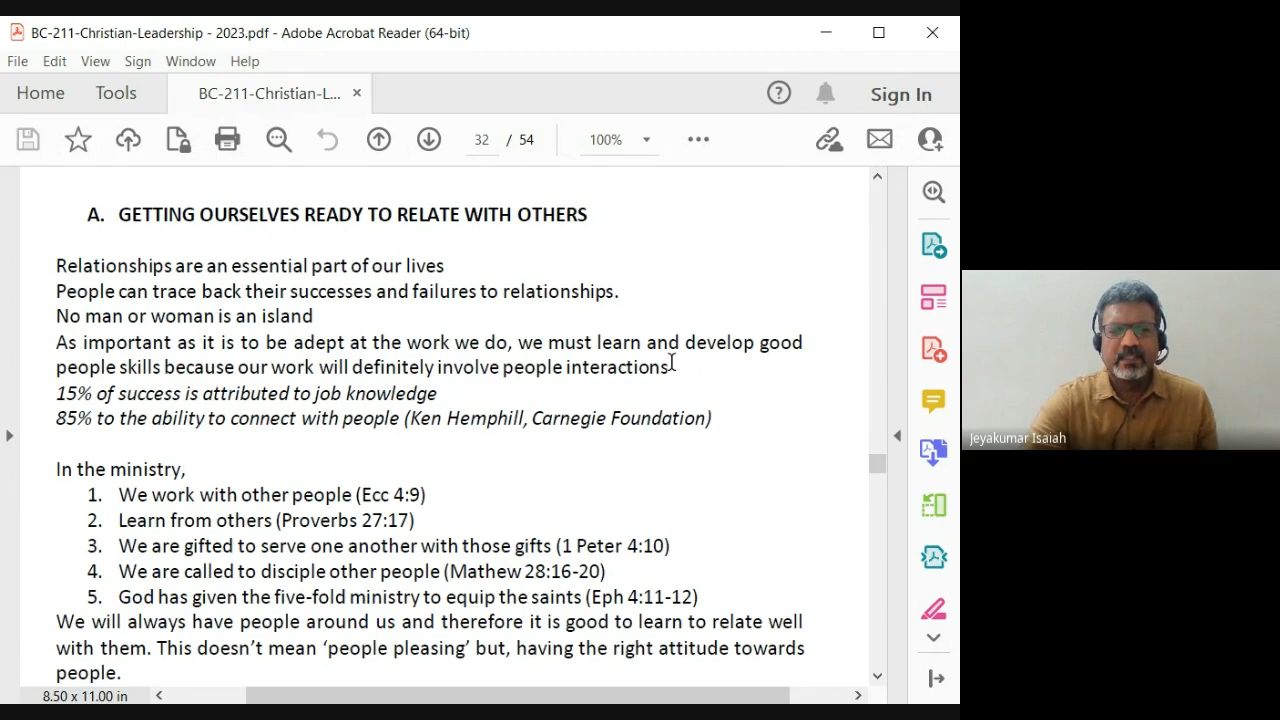 BC-211-Christian-Leadership - 2023.pdf - Adobe Acrobat Reader (64-bit)
File Edit View Sign Window Help
Home Tools BC-211-Christian-L... × Sign In
32 / 54 100%
A. GETTING OURSELVES READY TO RELATE WITH OTHERS
Relationships are an essential part of our lives
People can trace back their successes and failures to relationships.
No man or woman is an island
As important as it is to be adept at the work we do, we must learn and develop good
people skills because our work will definitely involve people interactions
15% of success is attributed to job knowledge
85% to the ability to connect with people (Ken Hemphill, Carnegie Foundation)
In the ministry,
1. We work with other people (Ecc 4:9)
2. Learn from others (Proverbs 27:17)
3. We are gifted to serve one another with those gifts (1 Peter 4:10)
4. We are called to disciple other people (Mathew 28:16-20)
5. God has given the five-fold ministry to equip the saints (Eph 4:11-12)
We will always have people around us and therefore it is good to learn to relate well
with them. This doesn’t mean ‘people pleasing’ but, having the right attitude towards
people.
8.50 x 11.00 in
Jeyakumar Isaiah